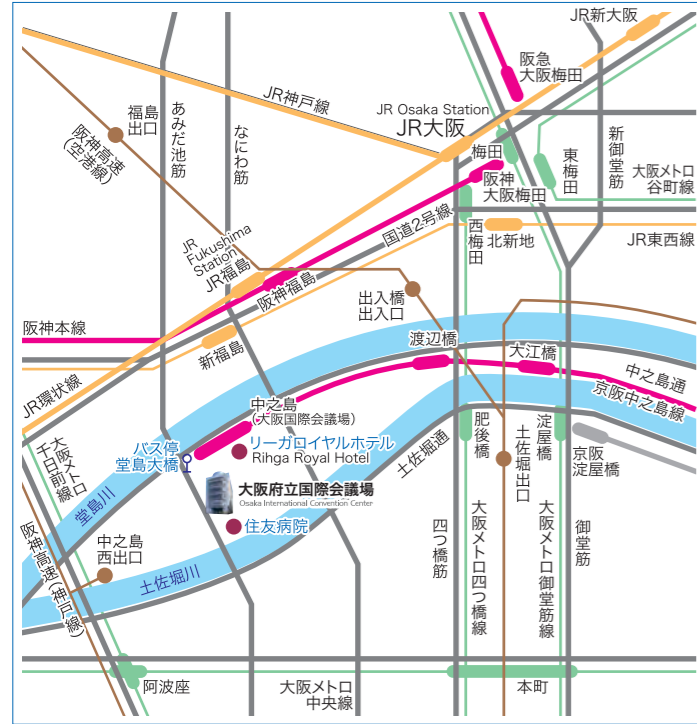 JR新大阪
阪急
大阪梅田
JR神戸線
JR Osaka Station
JR大阪
福島
出口
あみだ池筋
なにわ筋
阪神高速
(空港線)
梅田
阪神
大阪梅田
東梅田
新御堂筋
大阪メトロ
谷町線
西梅田
北新地
JR東西線
国道2号線
JR
Fukushima
Station
JR福島
阪神福島
出入橋
出入口
阪神本線
新福島
渡辺橋
大江橋
中之島通
京阪中之島線
JR環状線
中之島
(大阪国際会議場)
バス停
堂島大橋
リーガロイヤルホテル
Rihga Royal Hotel
土佐堀通
肥後橋
土佐堀出口
淀屋橋
京阪
淀屋橋
大阪メトロ
千日前線
堂島川
大阪府立国際会議場
Osaka International Convention Center
住友病院
阪神高速(神戸線)
中之島
西出口
土佐堀川
四つ橋筋
大阪メトロ四つ橋線
大阪メトロ御堂筋線
御堂筋
阿波座
大阪メトロ
中央線
本町